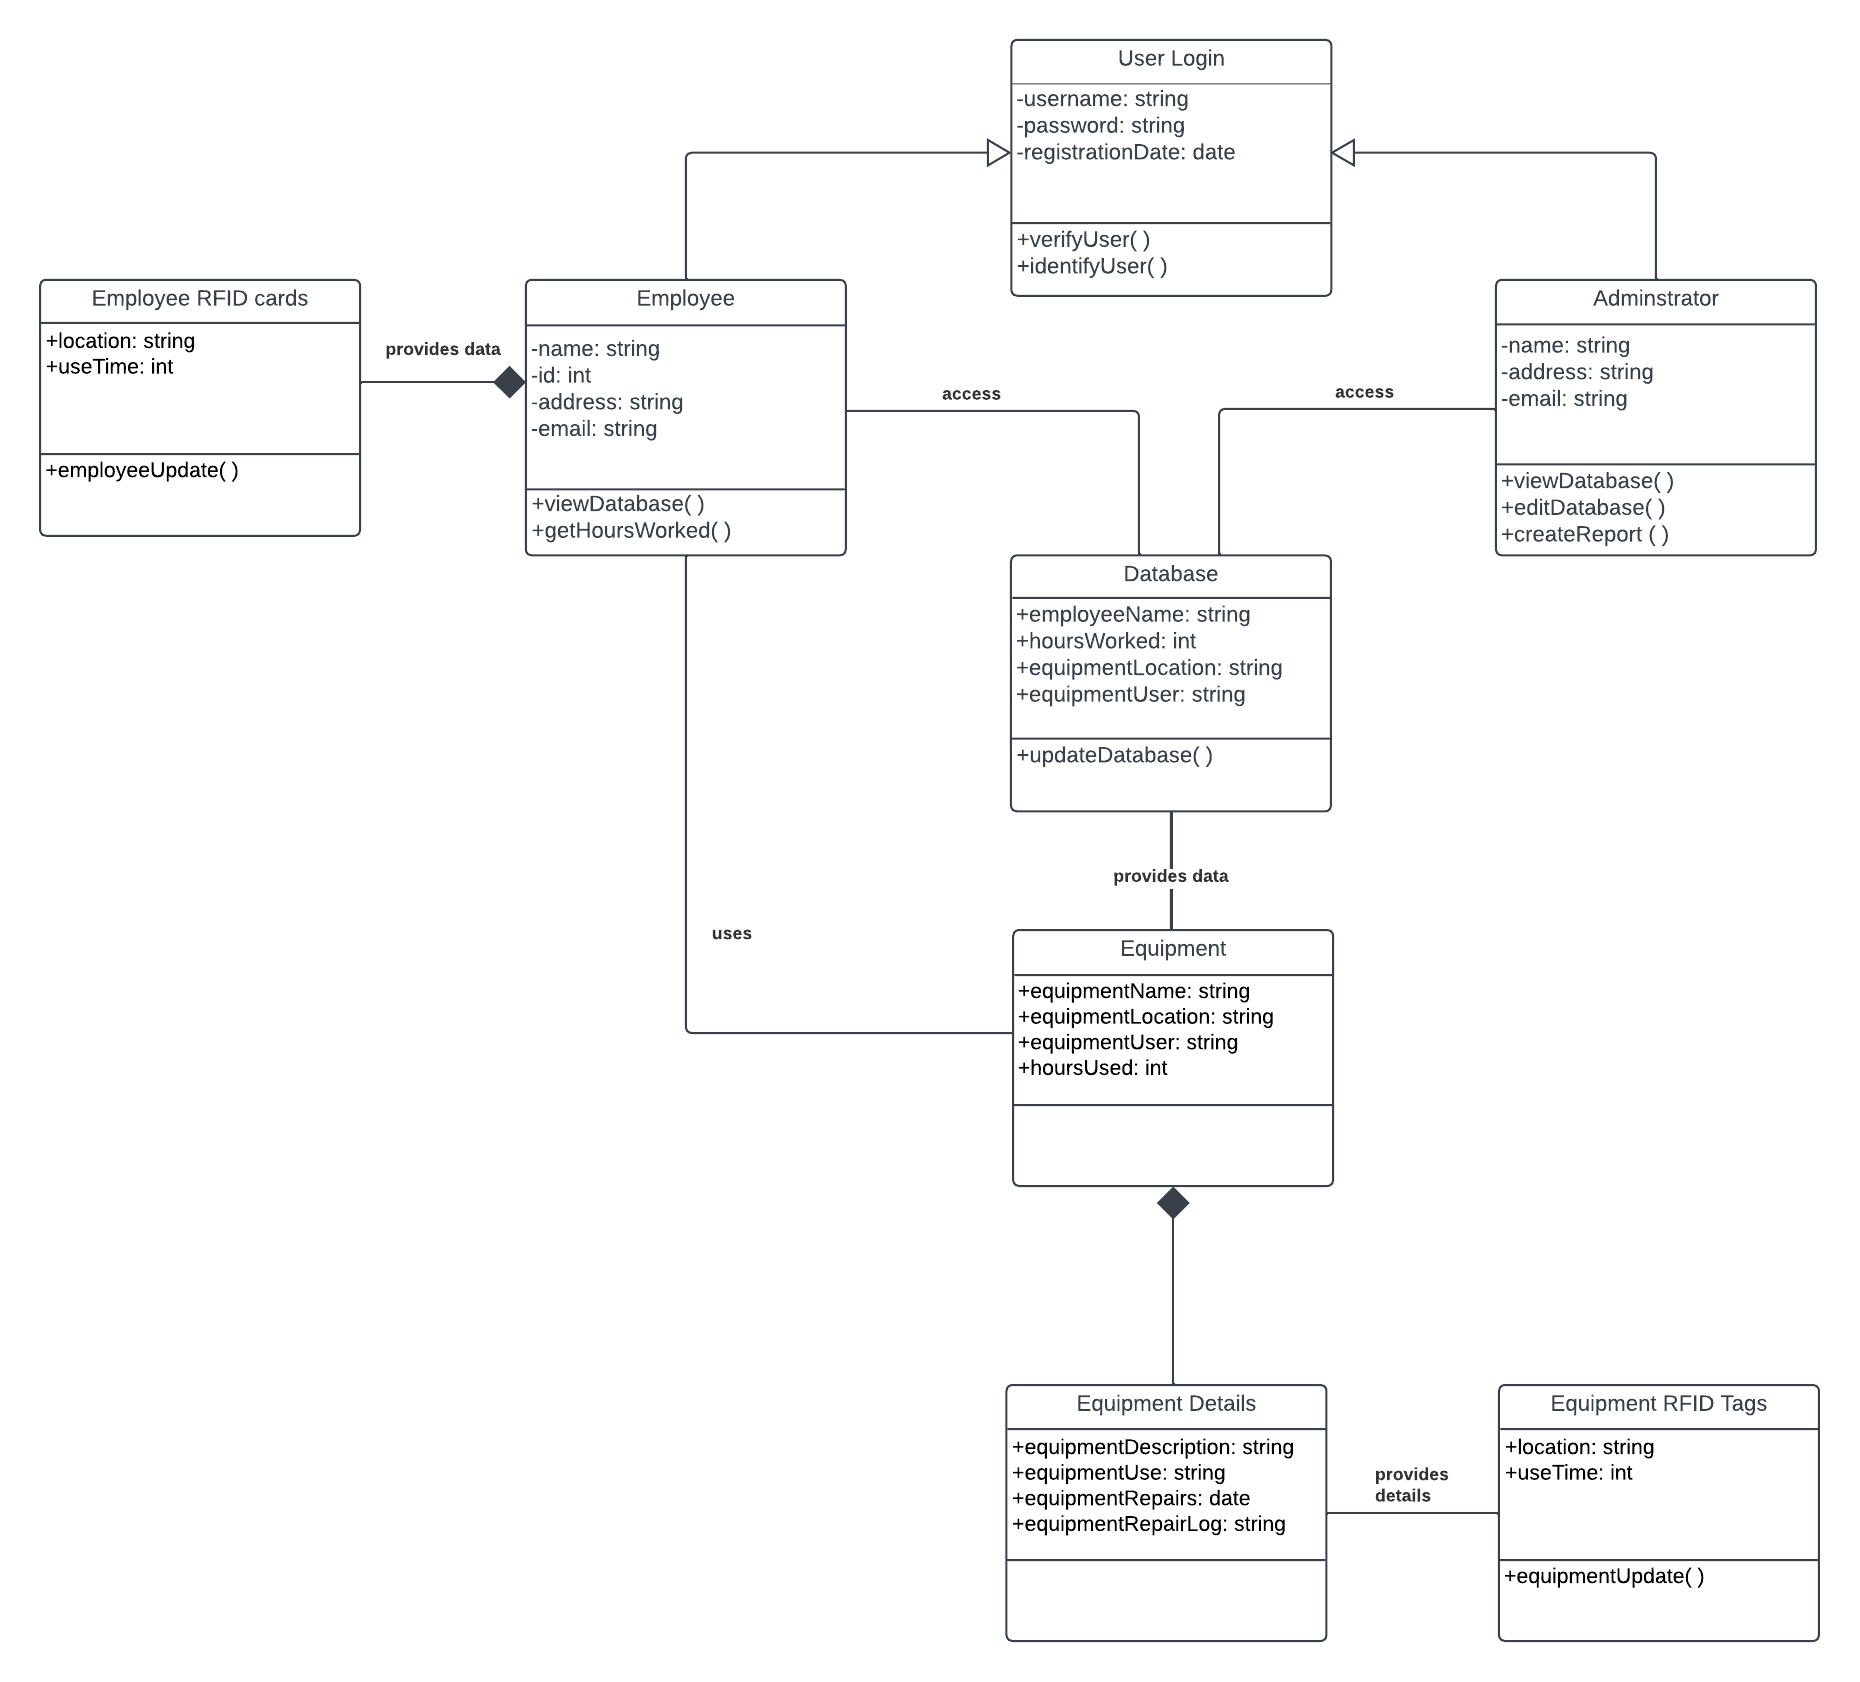 User Login
-username: string
-password: string
-registrationDate: date
+verifyUser( )
+identifyUser( )
Employee RFID cards
+location: string
+useTime: int
+employeeUpdate( )
provides data
Employee
-name: string
-id: int
-address: string
-email: string
+viewDatabase( )
+getHoursWorked( )
access
access
Adminstrator
-name: string
-address: string
-email: string
+viewDatabase( )
+editDatabase( )
+createReport ( )
Database
+employeeName: string
+hoursWorked: int
+equipmentLocation: string
+equipmentUser: string
+updateDatabase( )
provides data
uses
Equipment
+equipmentName: string
+equipmentLocation: string
+equipmentUser: string
+hoursUsed: int
Equipment Details
+equipmentDescription: string
+equipmentUse: string
+equipmentRepairs: date
+equipmentRepairLog: string
provides
details
Equipment RFID Tags
+location: string
+useTime: int
+equipmentUpdate( )